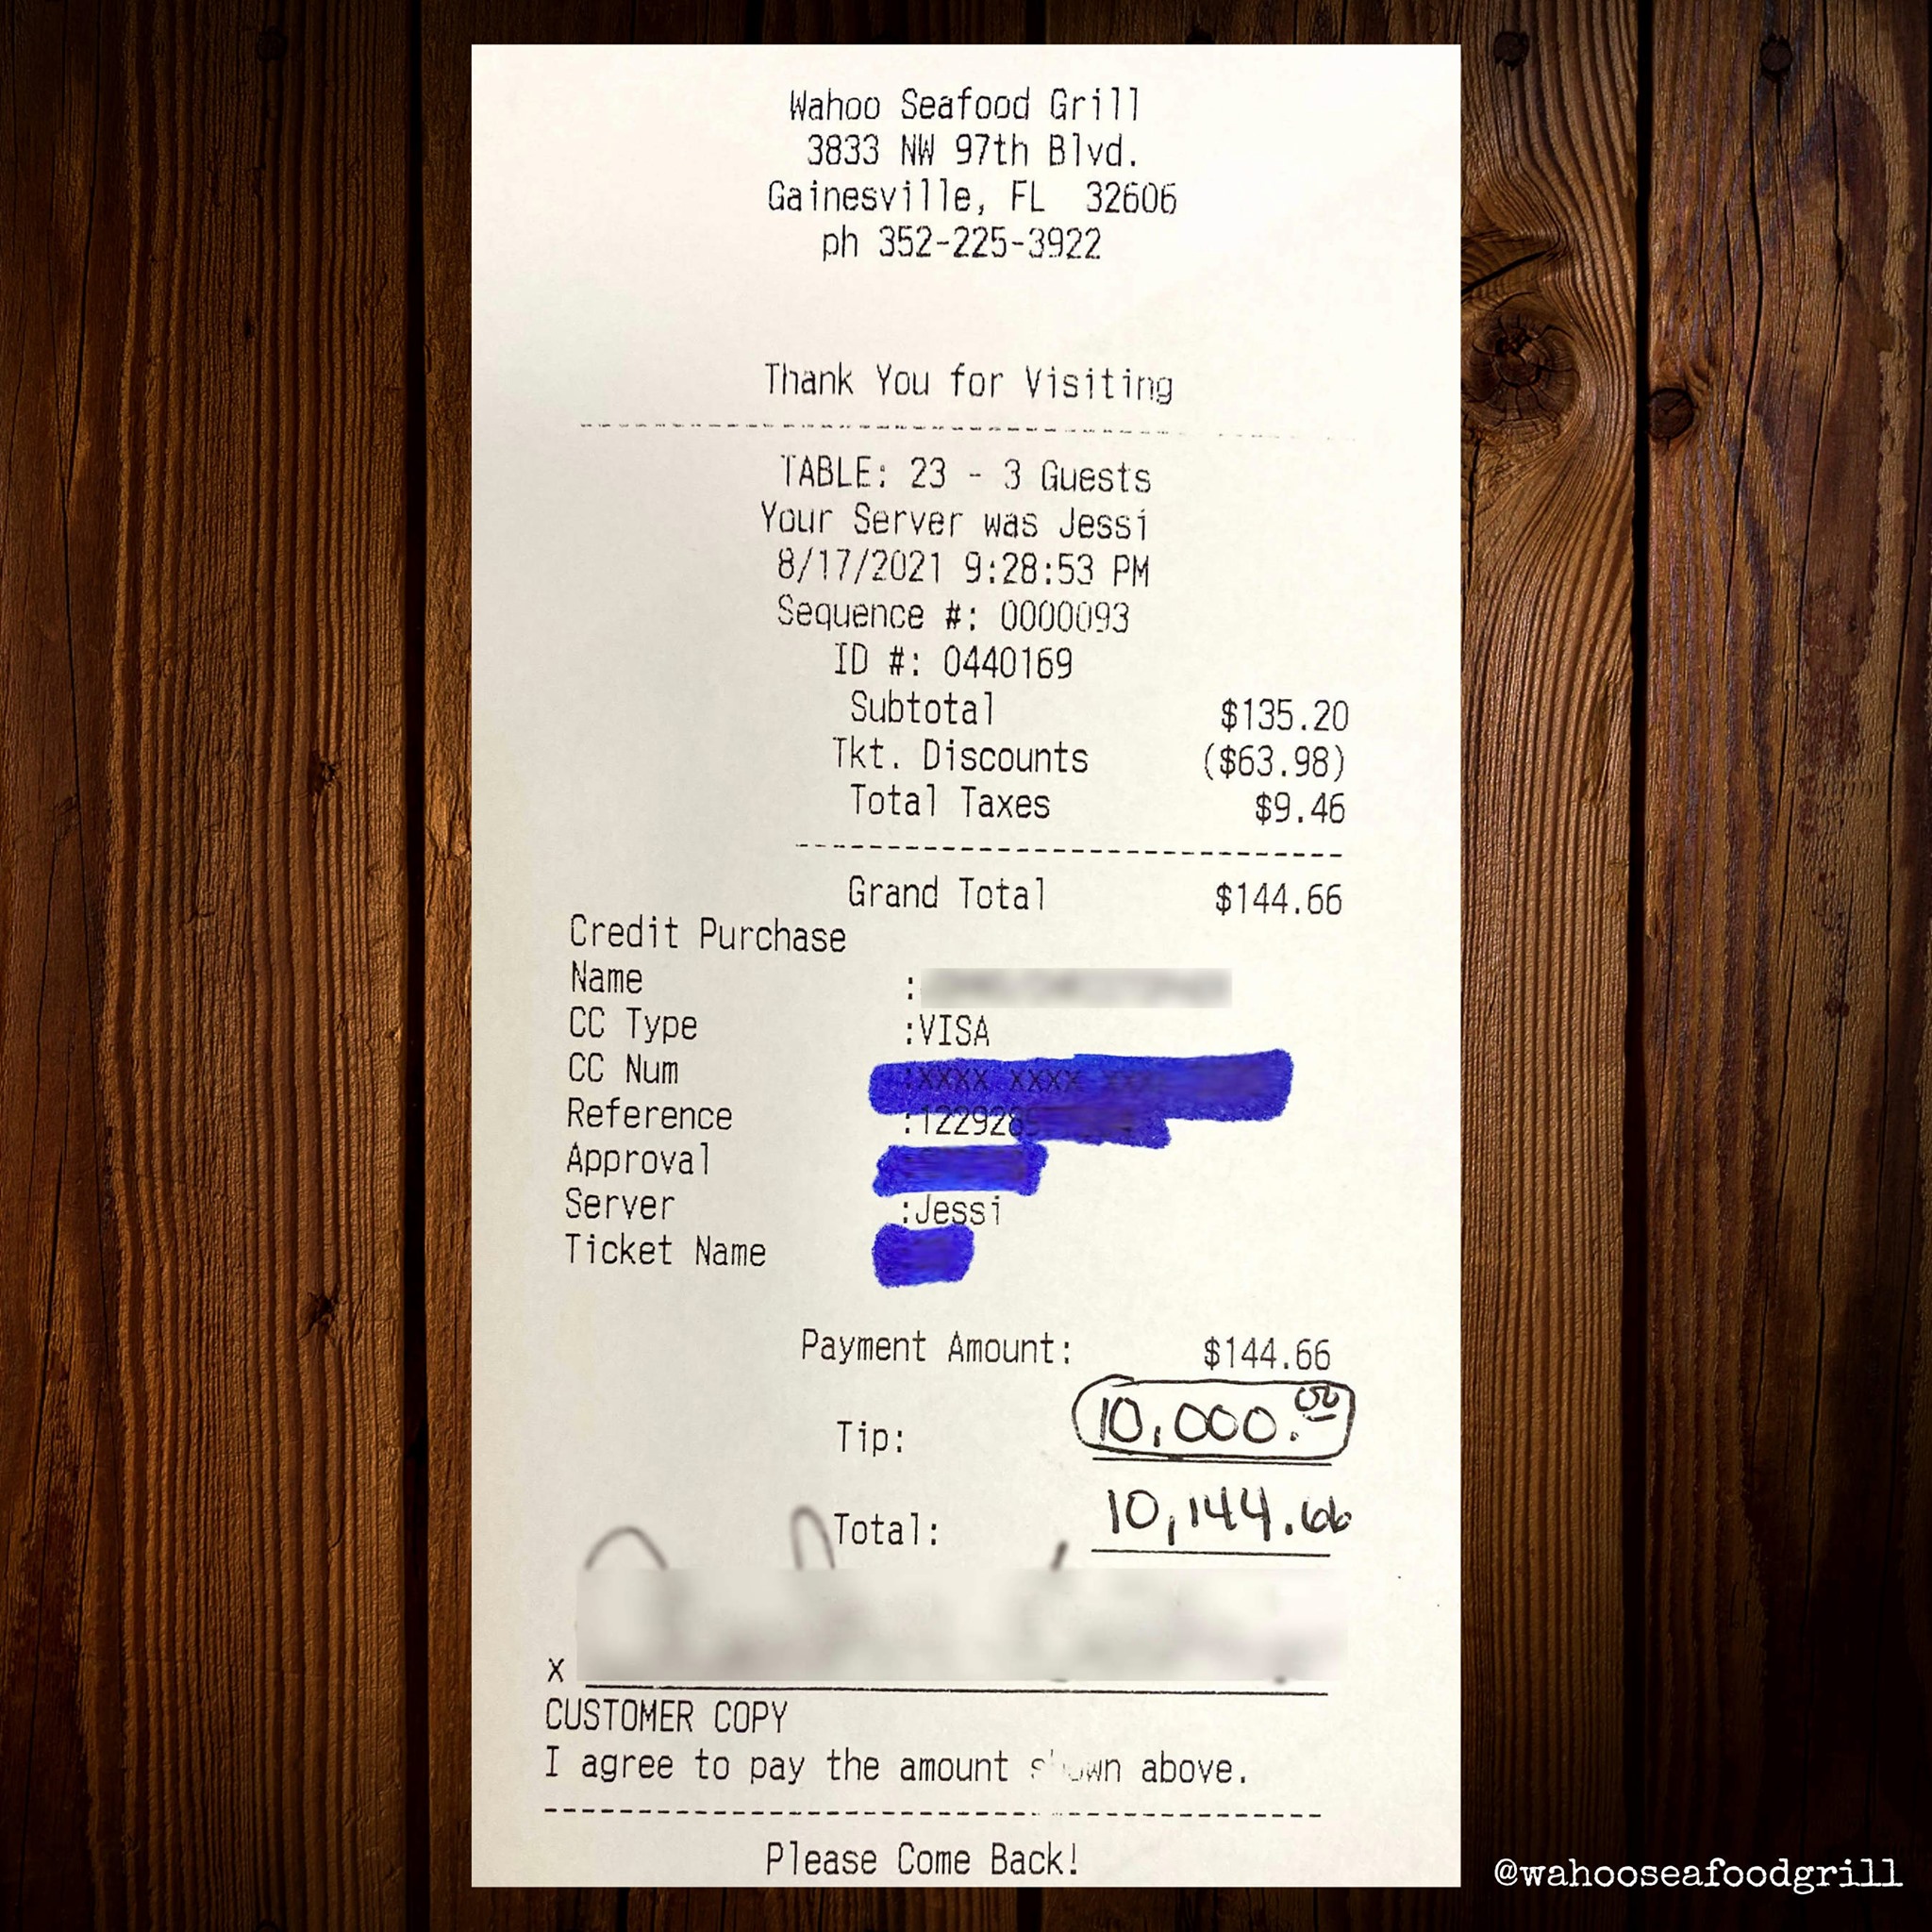 Wahoo Seafood Grill
3833 NW 97th Blvd.
Gainesville, FL 32606
ph 352-225-3922
Thank You for Visiting
TABLE: 23 - 3 Guests
Your Server was Jessi
8/17/2021 9:28:53 PM
Sequence #: 0000093
ID #: 0440169
Subtotal $135.20
Tkt. Discounts ($63.98)
Total Taxes $9.46
Grand Total $144.66
Credit Purchase
Name :
CC Type :VISA
CC Num :XXXX XXXX
Reference
Approval
Server :Jessi
Ticket Name
Payment Amount: $144.66
Tip: 10,000.00
Total: 10,144.66
X
CUSTOMER COPY
I agree to pay the amount shown above.
Please Come Back!
@wahooseafoodgrill